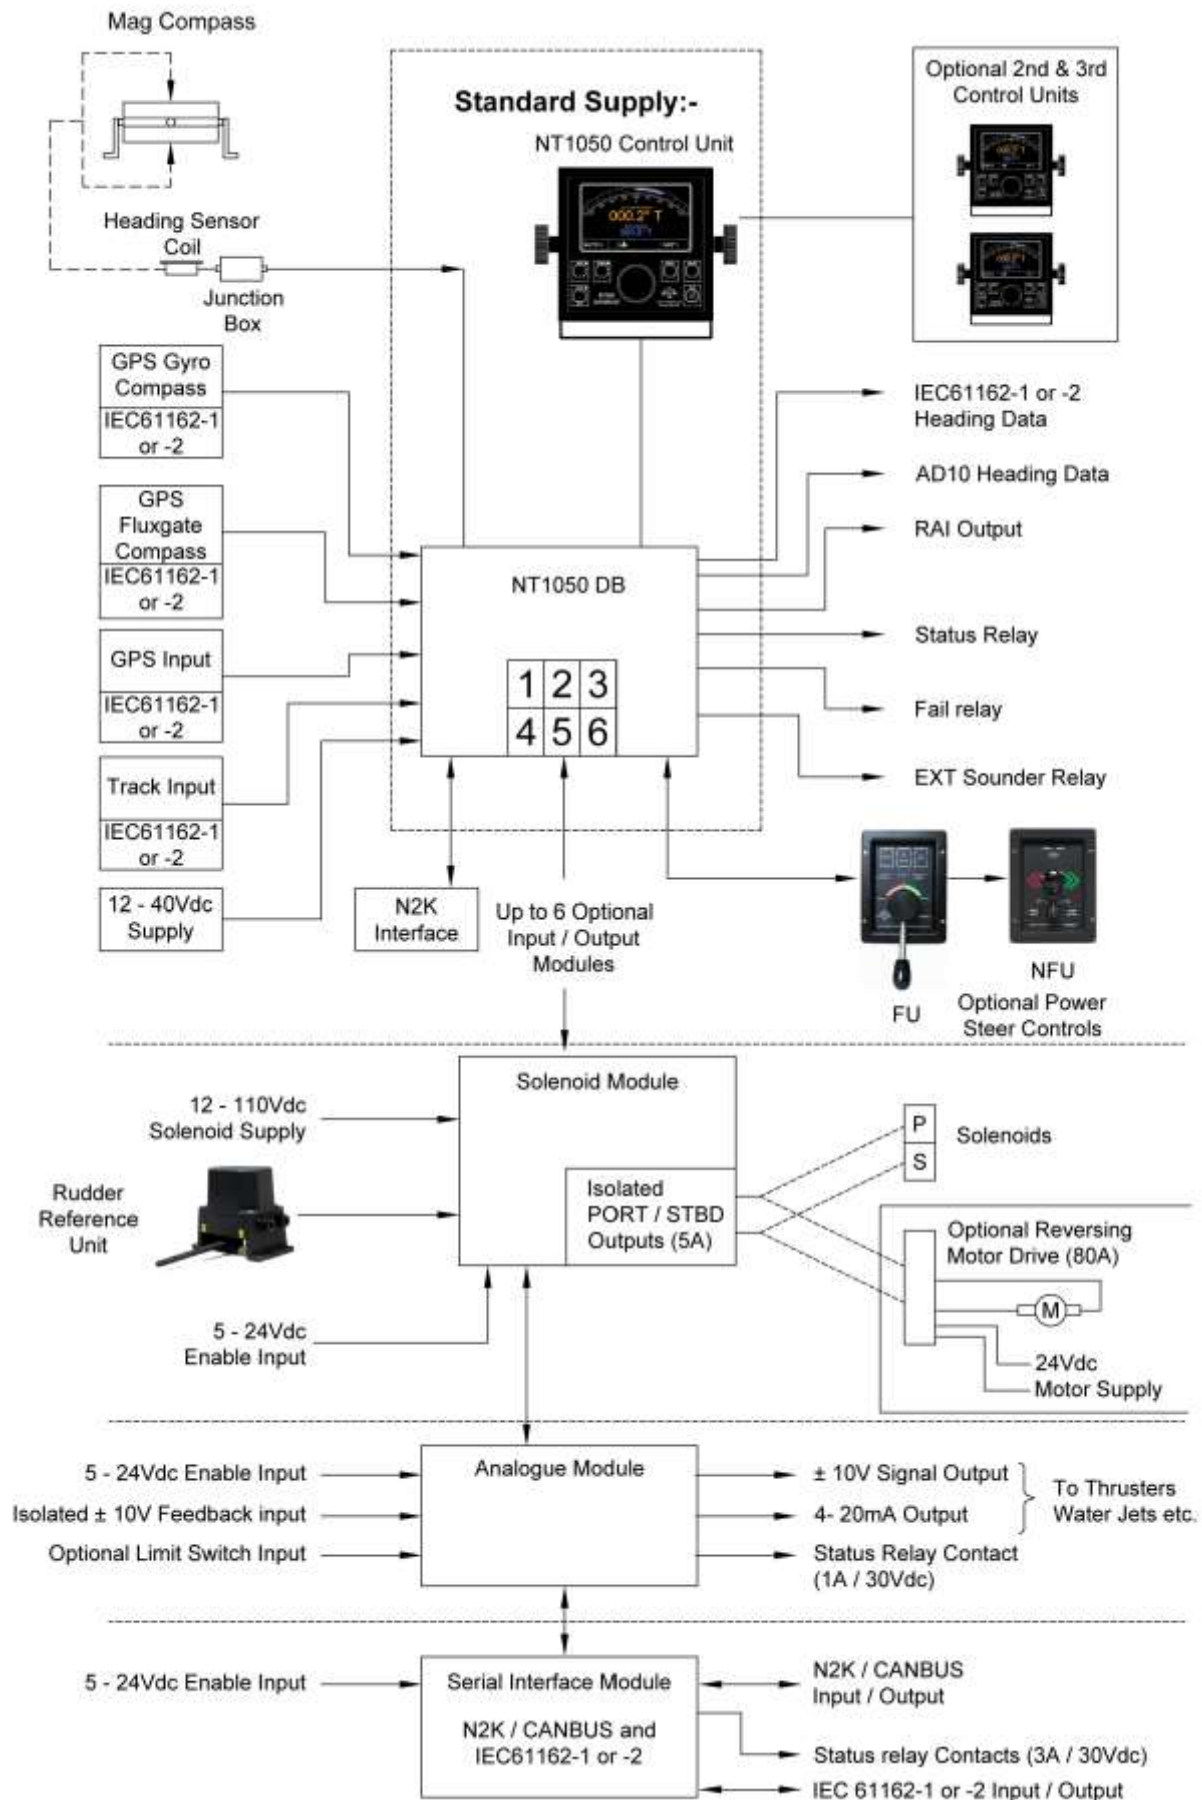 Mag Compass
Standard Supply:-
NT1050 Control Unit
Optional 2nd & 3rd
Control Units
000.2° T
Heading Sensor
Coil
Junction
Box
GPS Gyro
Compass
IEC61162-1
or -2
GPS
Fluxgate
Compass
IEC61162-1
or -2
GPS Input
IEC61162-1
or -2
Track Input
IEC61162-1
or -2
12 - 40Vdc
Supply
NT1050 DB
1 2 3
4 5 6
IEC61162-1 or -2
Heading Data
AD10 Heading Data
RAI Output
Status Relay
Fail relay
EXT Sounder Relay
N2K
Interface
Up to 6 Optional
Input / Output
Modules
FU
NFU
Optional Power
Steer Controls
Solenoid Module
12 - 110Vdc
Solenoid Supply
Rudder
Reference
Unit
5 - 24Vdc
Enable Input
Isolated
PORT / STBD
Outputs (5A)
P
S
Solenoids
Optional Reversing
Motor Drive (80A)
M
24Vdc
Motor Supply
Analogue Module
5 - 24Vdc Enable Input
Isolated ± 10V Feedback input
Optional Limit Switch Input
± 10V Signal Output
4- 20mA Output
To Thrusters
Water Jets etc.
Status Relay Contact
(1A / 30Vdc)
5 - 24Vdc Enable Input
Serial Interface Module
N2K / CANBUS and
IEC61162-1 or -2
N2K / CANBUS
Input / Output
Status relay Contacts (3A / 30Vdc)
IEC 61162-1 or -2 Input / Output